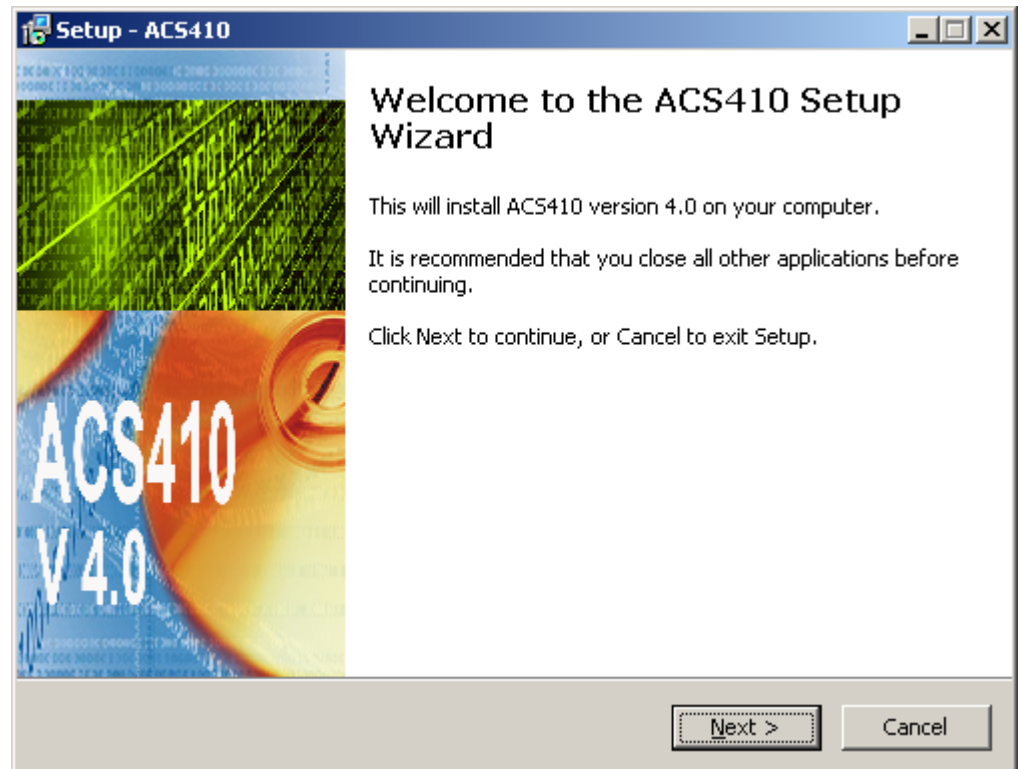 Setup - ACS410
Welcome to the ACS410 Setup
Wizard
This will install ACS410 version 4.0 on your computer.
It is recommended that you close all other applications before
continuing.
Click Next to continue, or Cancel to exit Setup.
ACS410
V 4.0
Next >
Cancel